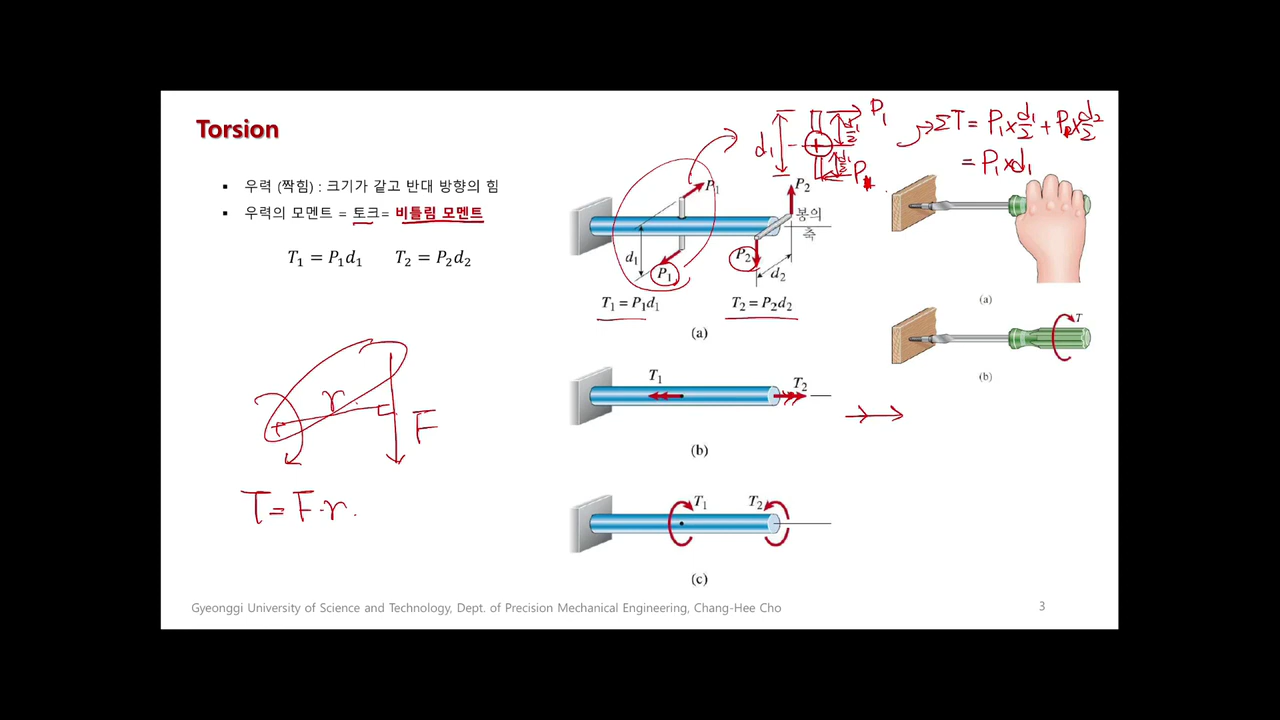 Torsion
▪ 우력 (짝힘) : 크기가 같고 반대 방향의 힘
▪ 우력의 모멘트 = 토크= 비틀림 모멘트
T₁ = P₁d₁ T₂ = P₂d₂
r
F
T = F·r.
d₁
d₁/2
d₁/2
P₁
ΣT = P₁×d₁/2 +
= P₁×d₁
P₁
P₂
봉의
축
d₁
P₁
P₂
d₂
T₁ = P₁d₁
T₂ = P₂d₂
(a)
T₁
T₂
(b)
T₁
T₂
(c)
(a)
T
(b)
Gyeonggi University of Science and Technology, Dept. of Precision Mechanical Engineering, Chang-Hee Cho
3